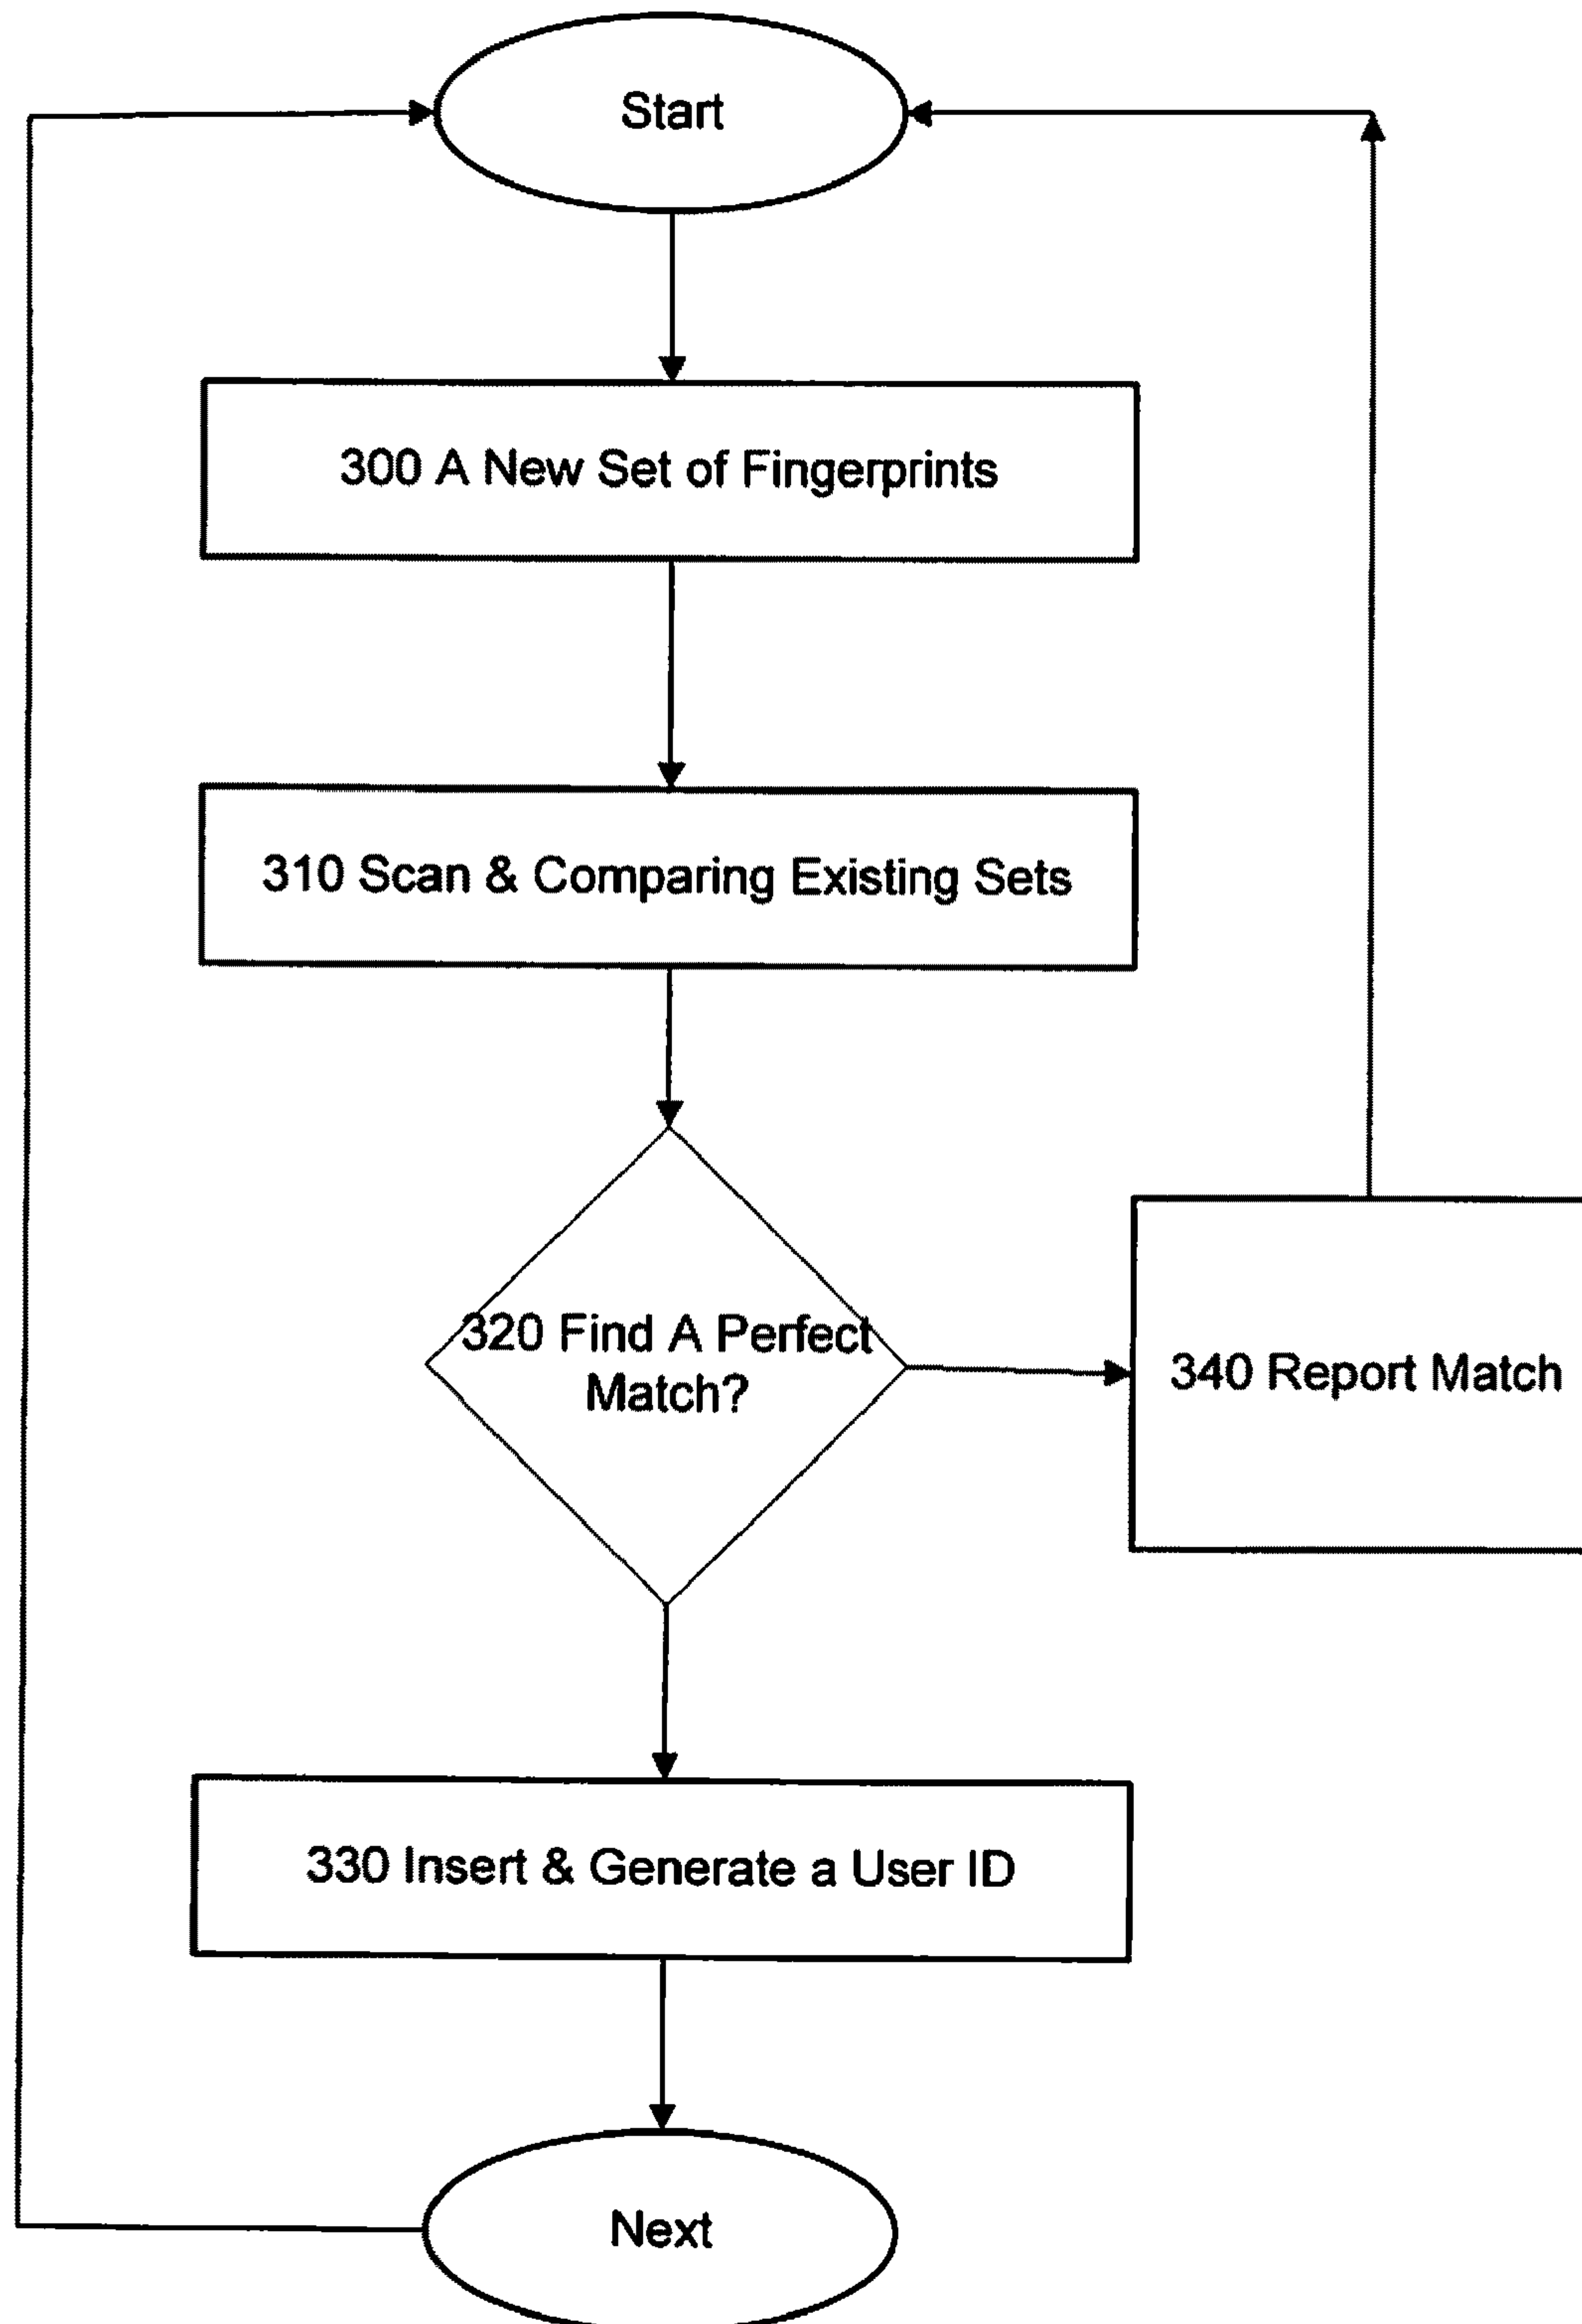 Start
300 A New Set of Fingerprints
310 Scan & Comparing Existing Sets
320 Find A Perfect
Match?
340 Report Match
330 Insert & Generate a User ID
Next